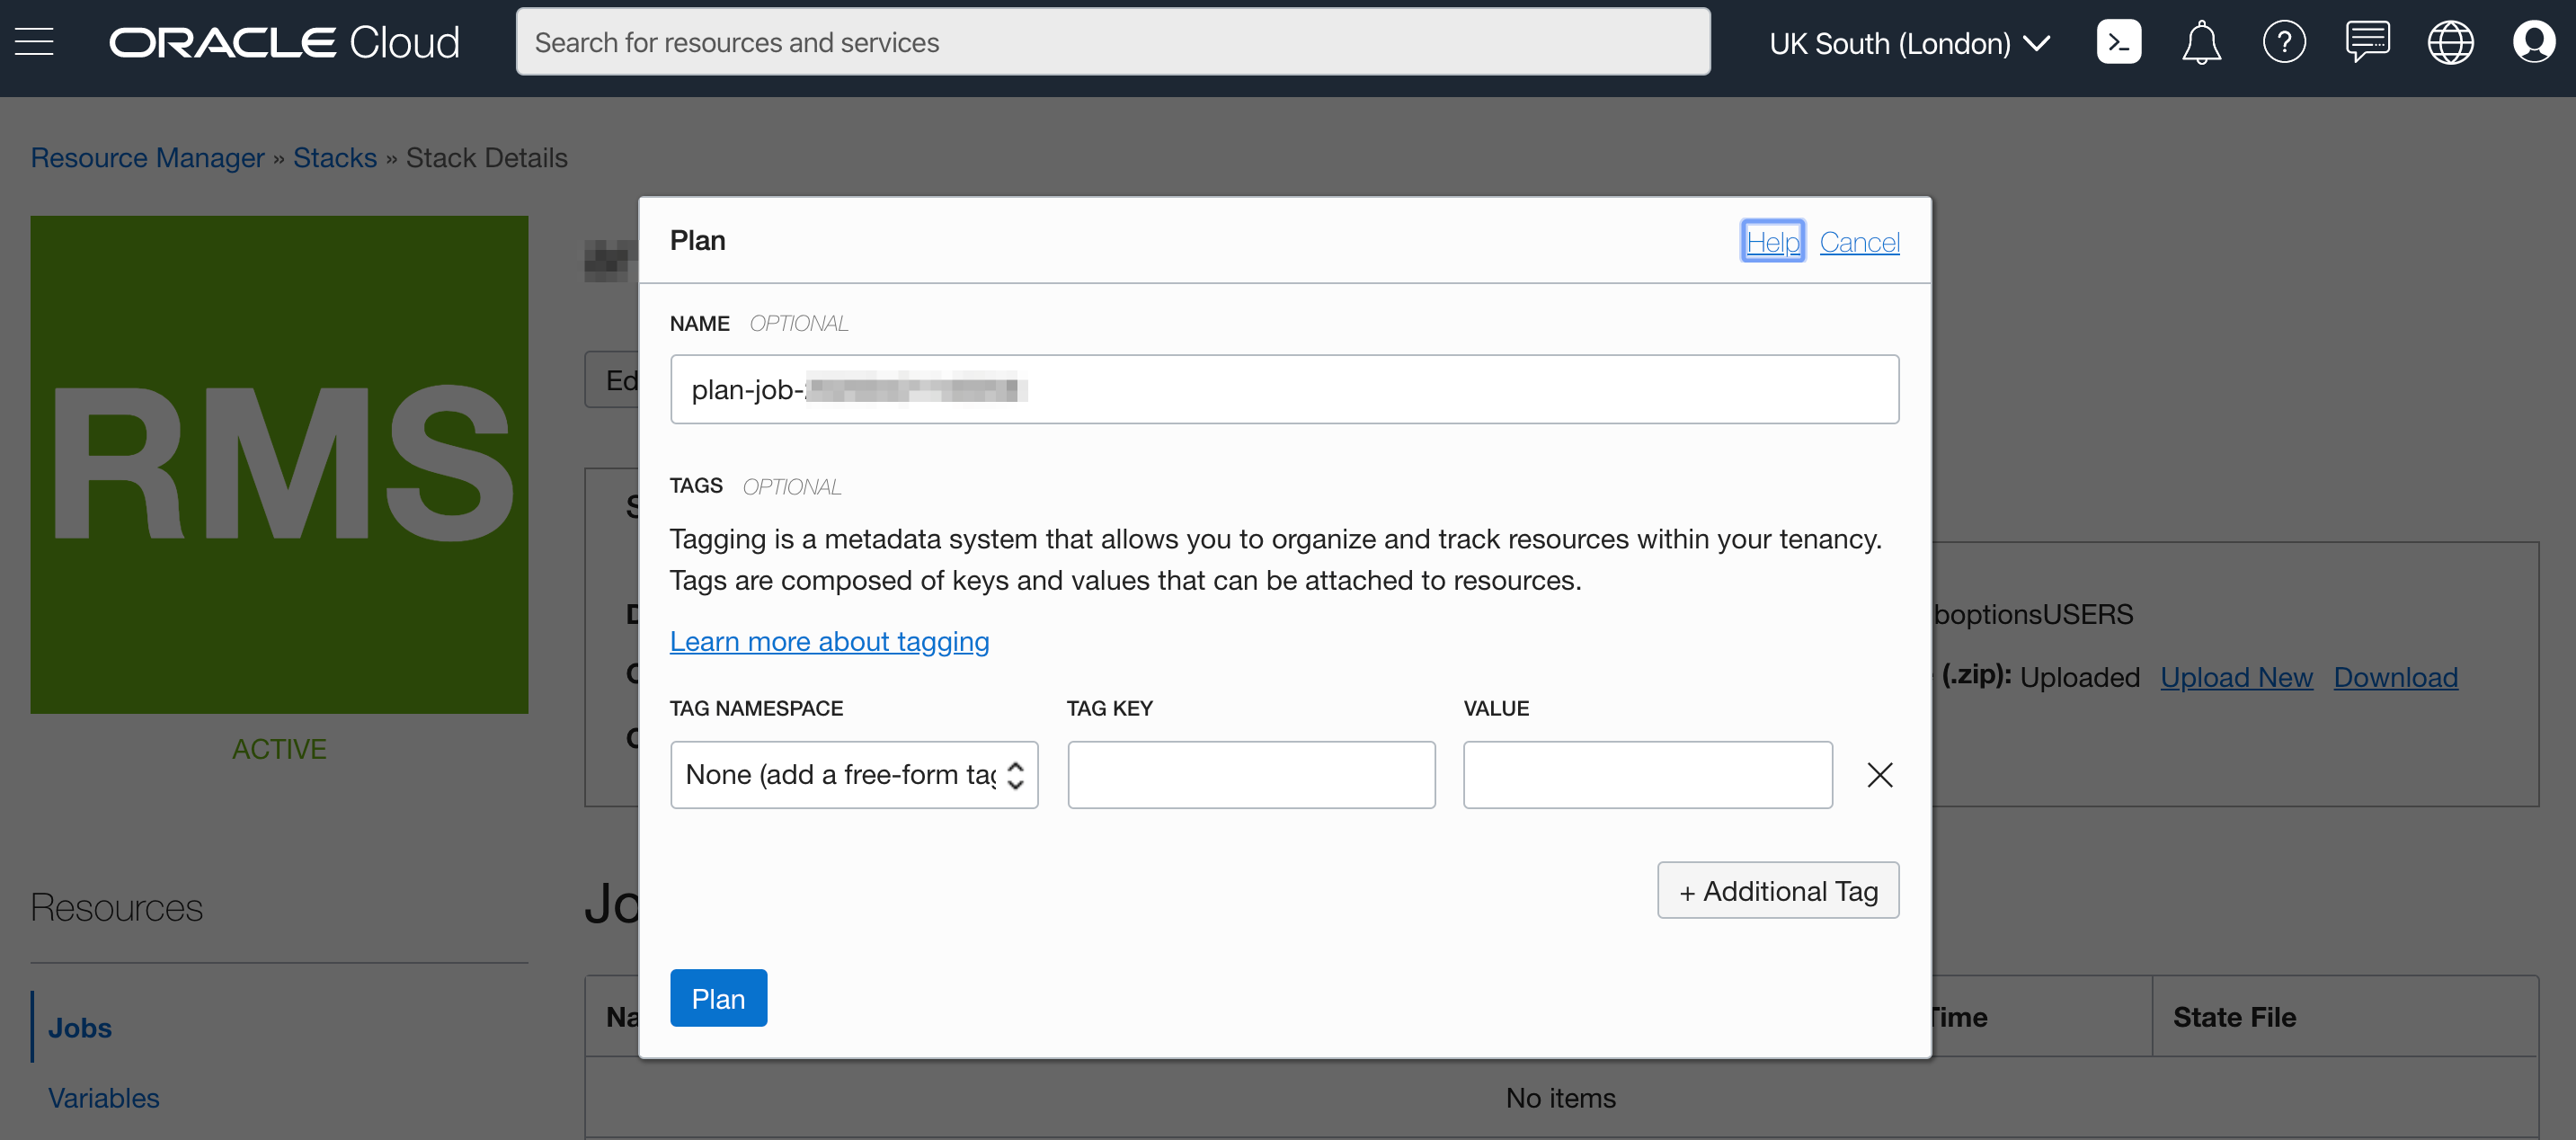 ORACLE Cloud
Search for resources and services
UK South (London)
Resource Manager » Stacks » Stack Details
RMS
ACTIVE
Resources
Jobs
Variables
Plan
Help Cancel
NAME OPTIONAL
plan-job-
TAGS OPTIONAL
Tagging is a metadata system that allows you to organize and track resources within your tenancy.
Tags are composed of keys and values that can be attached to resources.
Learn more about tagging
TAG NAMESPACE TAG KEY VALUE
None (add a free-form tag
+ Additional Tag
Plan
boptionsUSERS
(.zip): Uploaded Upload New Download
Time State File
No items